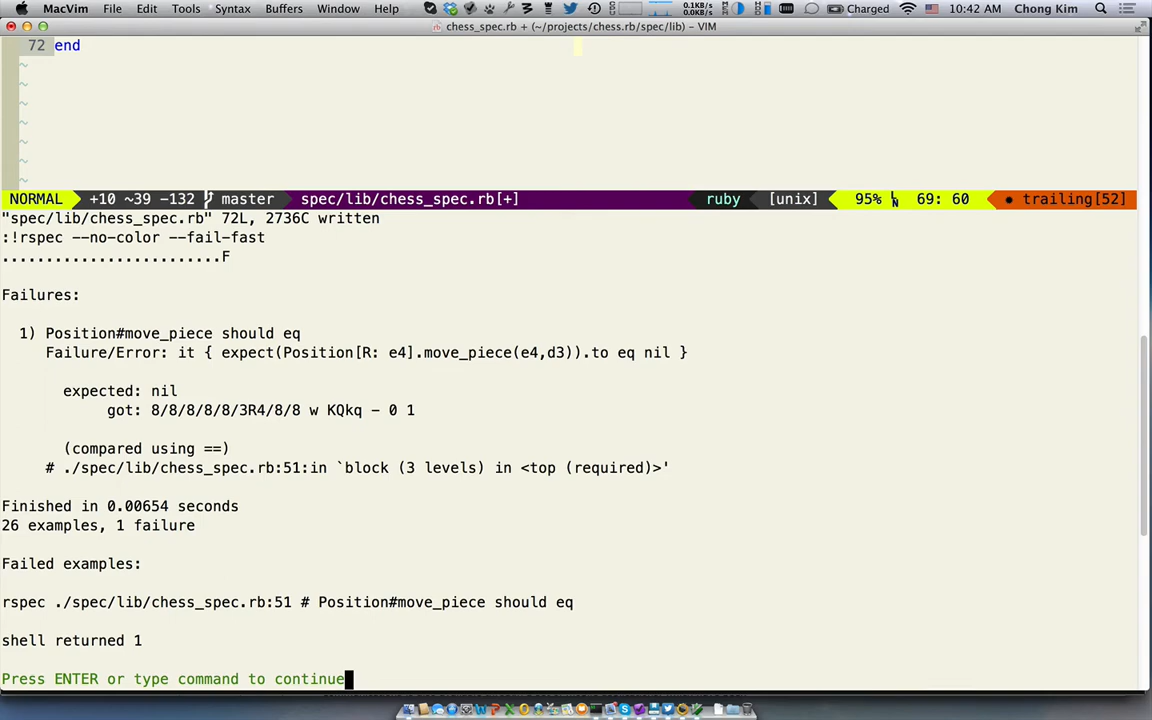 MacVim File Edit Tools Syntax Buffers Window Help 0.1KB/s 0.0KB/s Charged 10:42 AM Chong Kim
chess_spec.rb + (~/projects/chess.rb/spec/lib) - VIM
72 end
~
~
~
~
~
~
~
NORMAL +10 ~39 -132 master spec/lib/chess_spec.rb[+] ruby [unix] 95% 69: 60 trailing[52]
"spec/lib/chess_spec.rb" 72L, 2736C written
:!rspec --no-color --fail-fast
.........................F
Failures:
1) Position#move_piece should eq
Failure/Error: it { expect(Position[R: e4].move_piece(e4,d3)).to eq nil }
expected: nil
got: 8/8/8/8/8/3R4/8/8 w KQkq - 0 1
(compared using ==)
# ./spec/lib/chess_spec.rb:51:in `block (3 levels) in <top (required)>'
Finished in 0.00654 seconds
26 examples, 1 failure
Failed examples:
rspec ./spec/lib/chess_spec.rb:51 # Position#move_piece should eq
shell returned 1
Press ENTER or type command to continue